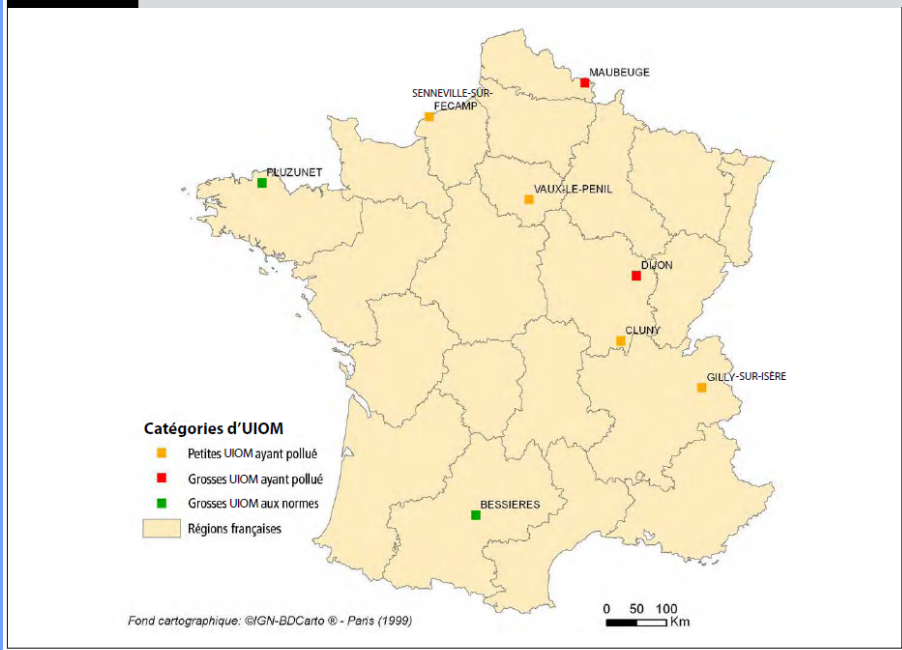 MAUBEUGE
SENNEVILLE-SUR-
FECAMP
PLUZUNET
VAUX-LE-PENIL
DIJON
CLUNY
GILLY-SUR-ISÈRE
Catégories d'UIOM
Petites UIOM ayant pollué
Grosses UIOM ayant pollué
Grosses UIOM aux normes
Régions françaises
BESSIERES
0 50 100
Km
Fond cartographique: ©IGN-BDCarto ® - Paris (1999)